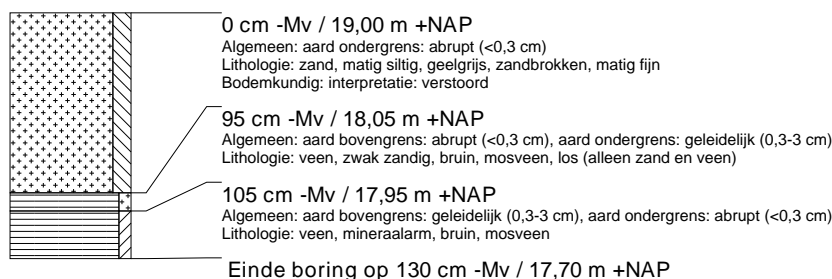 0 cm -Mv / 19,00 m +NAP
Algemeen: aard ondergrens: abrupt (<0,3 cm)
Lithologie: zand, matig siltig, geelgrijs, zandbrokken, matig fijn
Bodemkundig: interpretatie: verstoord
95 cm -Mv / 18,05 m +NAP
Algemeen: aard bovengrens: abrupt (<0,3 cm), aard ondergrens: geleidelijk (0,3-3 cm)
Lithologie: veen, zwak zandig, bruin, mosveen, los (alleen zand en veen)
105 cm -Mv / 17,95 m +NAP
Algemeen: aard bovengrens: geleidelijk (0,3-3 cm), aard ondergrens: abrupt (<0,3 cm)
Lithologie: veen, mineraalarm, bruin, mosveen
Einde boring op 130 cm -Mv / 17,70 m +NAP